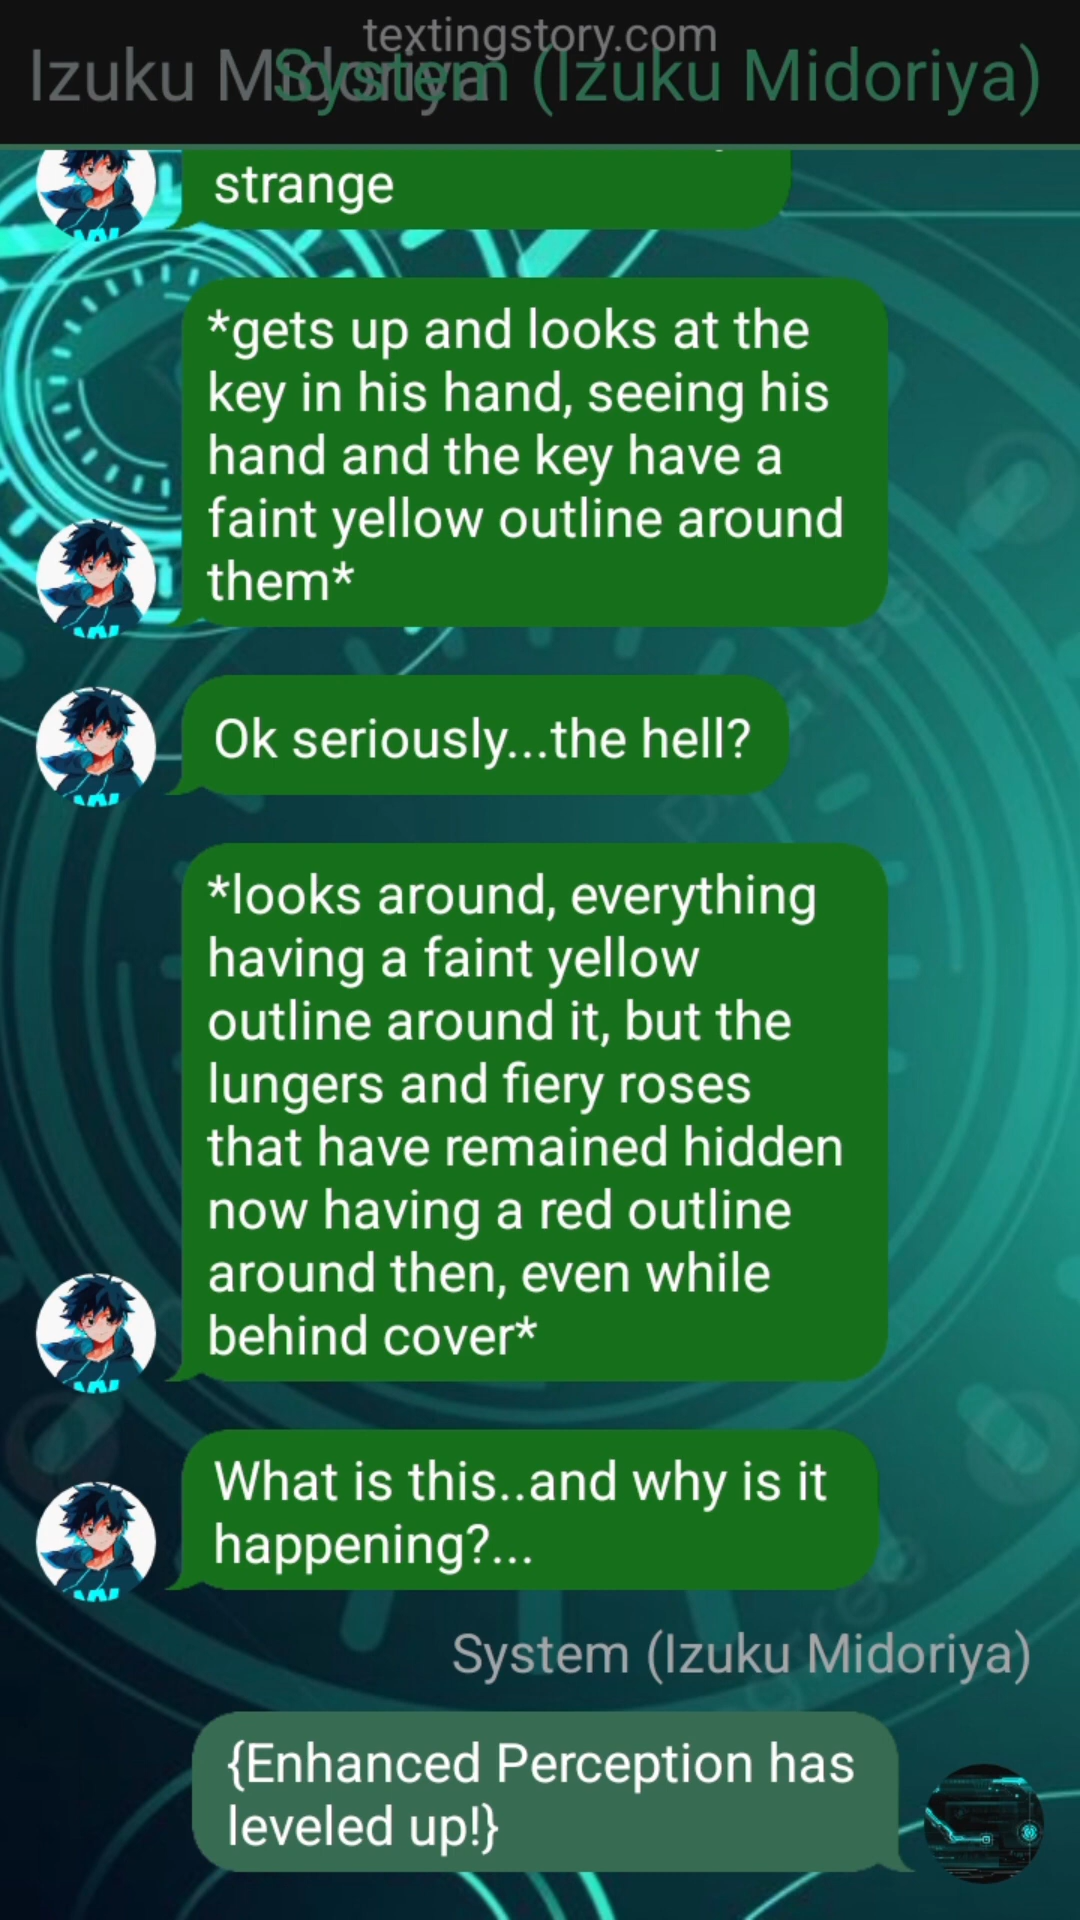 textingstory.com
Izuku Midoriya
System (Izuku Midoriya)
strange
*gets up and looks at the
key in his hand, seeing his
hand and the key have a
faint yellow outline around
them*
Ok seriously...the hell?
*looks around, everything
having a faint yellow
outline around it, but the
lungers and fiery roses
that have remained hidden
now having a red outline
around then, even while
behind cover*
What is this..and why is it
happening?...
System (Izuku Midoriya)
{Enhanced Perception has
leveled up!}